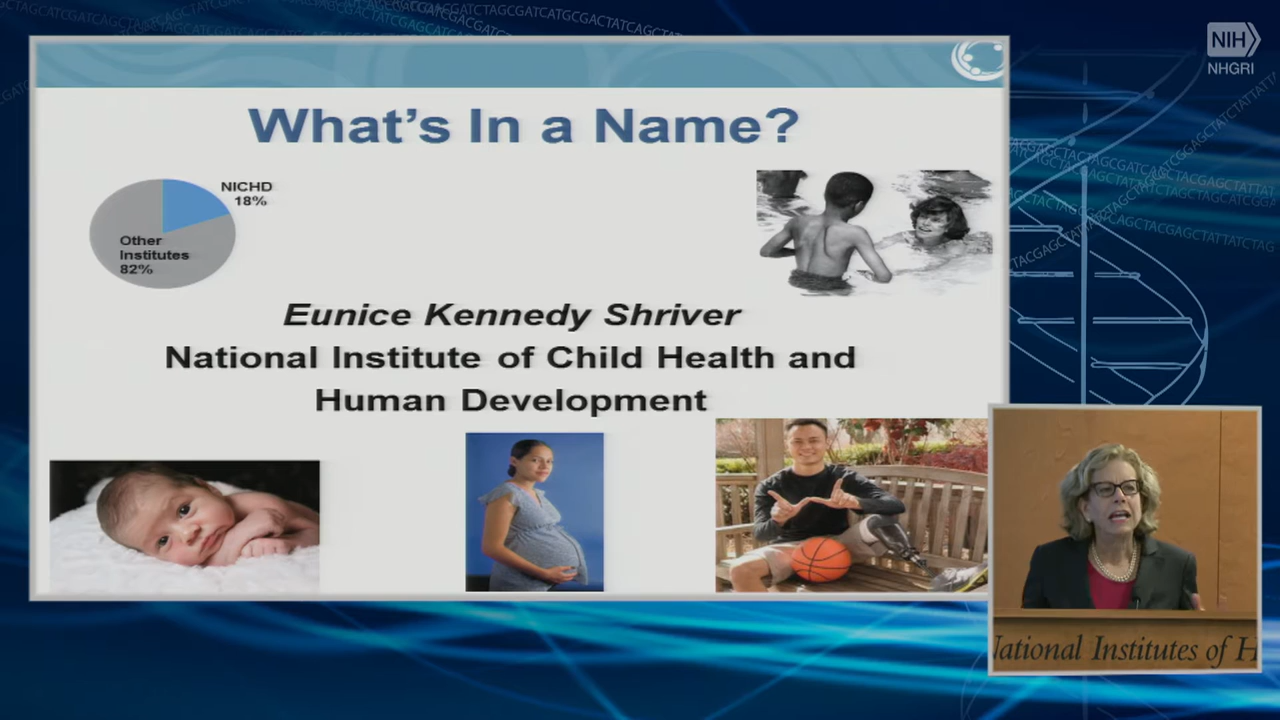 NIH
NHGRI
What's In a Name?
NICHD
18%
Other
Institutes
82%
Eunice Kennedy Shriver
National Institute of Child Health and
Human Development
National Institutes of H